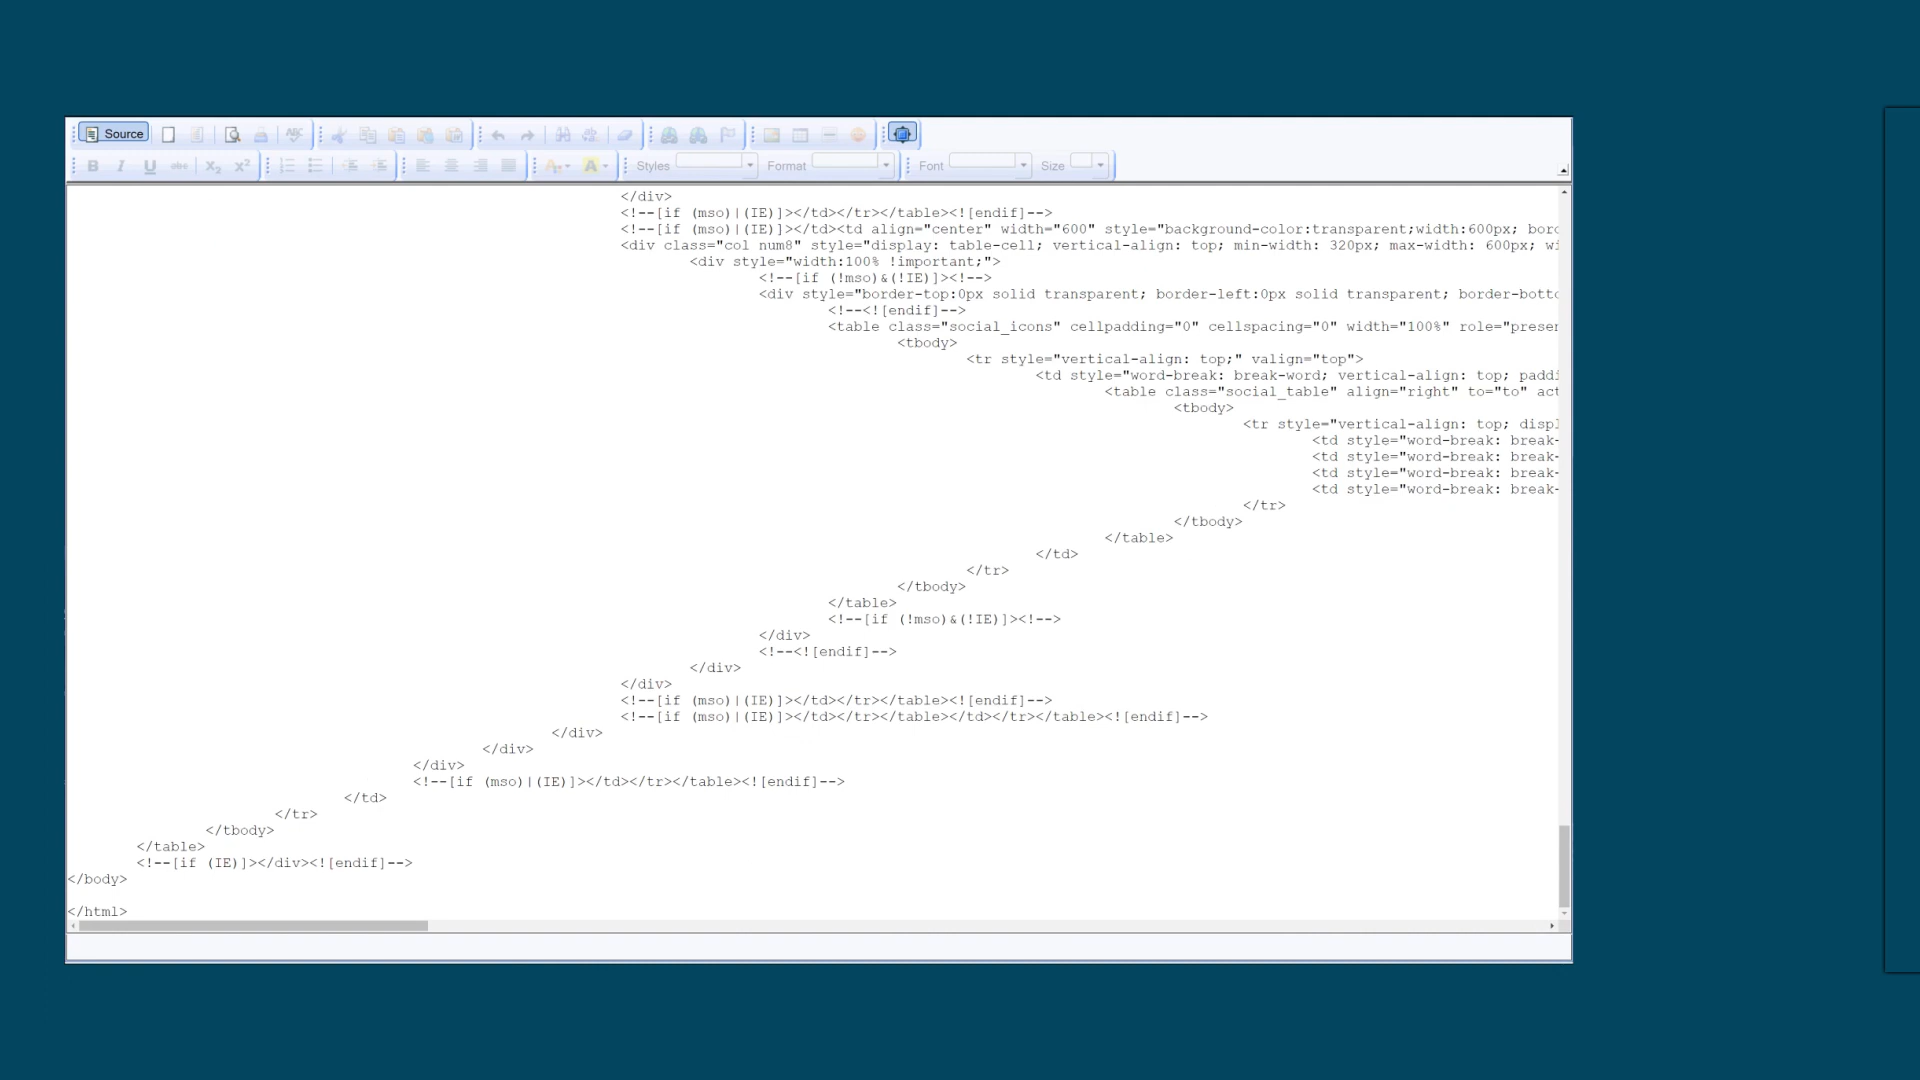 Source
Styles Format Font Size
</div>
<!--[if (mso)|(IE)]></td></tr></table><![endif]-->
<!--[if (mso)|(IE)]></td><td align="center" width="600" style="background-color:transparent;width:600px; borc
<div class="col num8" style="display: table-cell; vertical-align: top; min-width: 320px; max-width: 600px; wi
<div style="width:100% !important;">
<!--[if (!mso)&(!IE)]><!-->
<div style="border-top:0px solid transparent; border-left:0px solid transparent; border-botto
<!--<![endif]-->
<table class="social_icons" cellpadding="0" cellspacing="0" width="100%" role="presen
<tbody>
<tr style="vertical-align: top;" valign="top">
<td style="word-break: break-word; vertical-align: top; paddi
<table class="social_table" align="right" to="to" act
<tbody>
<tr style="vertical-align: top; displ
<td style="word-break: break-
<td style="word-break: break-
<td style="word-break: break-
<td style="word-break: break-
</tr>
</tbody>
</table>
</td>
</tr>
</tbody>
</table>
<!--[if (!mso)&(!IE)]><!-->
</div>
<!--<![endif]-->
</div>
</div>
<!--[if (mso)|(IE)]></td></tr></table><![endif]-->
<!--[if (mso)|(IE)]></td></tr></table></td></tr></table><![endif]-->
</div>
</div>
</div>
<!--[if (mso)|(IE)]></td></tr></table><![endif]-->
</td>
</tr>
</tbody>
</table>
<!--[if (IE)]></div><![endif]-->
</body>
</html>